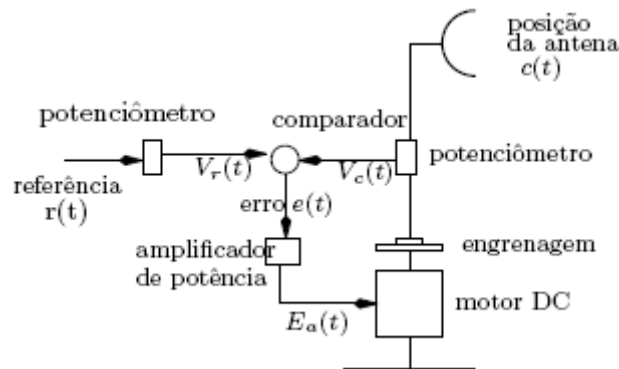 posição
da antena
c(t)
potenciômetro
comparador
V_r(t)
V_c(t)
potenciômetro
referência
r(t)
erro e(t)
amplificador
de potência
engrenagem
E_a(t)
motor DC